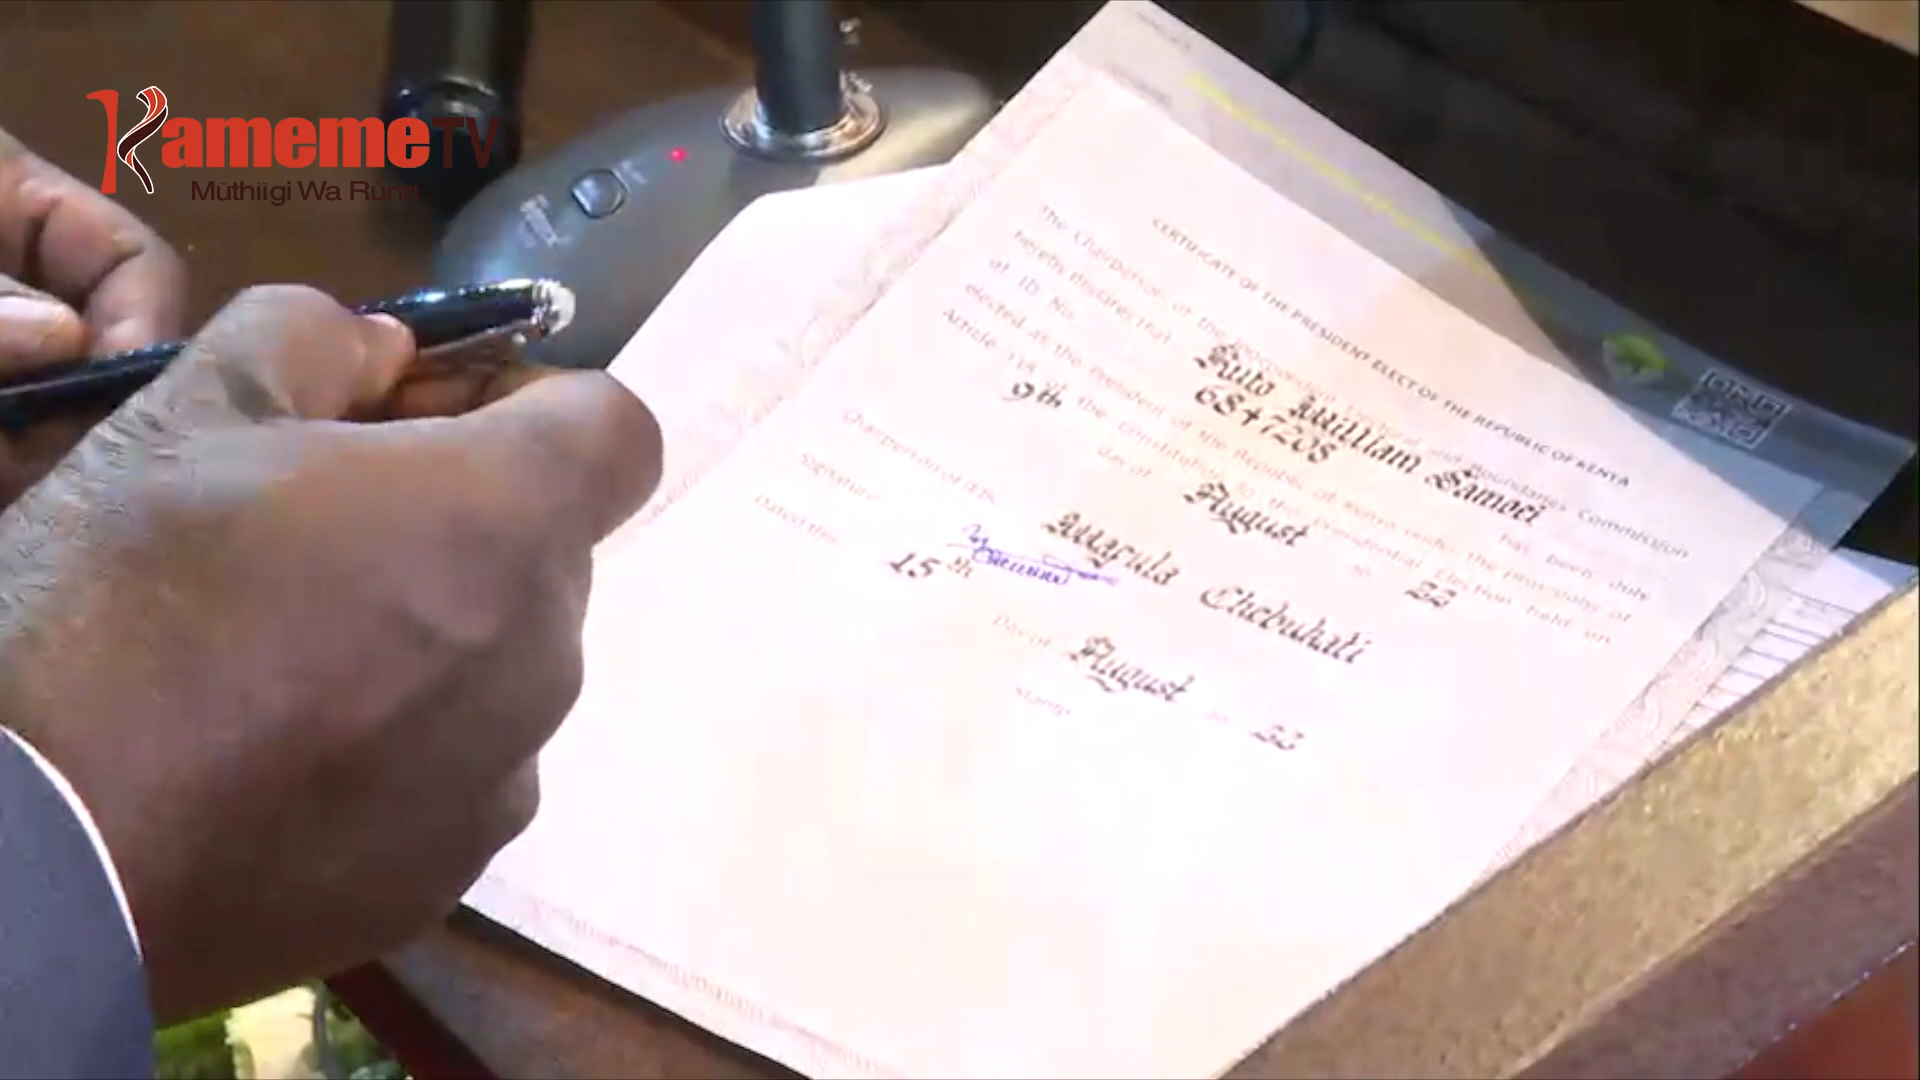 KamemeTV
Mũthiigi Wa Rũrĩrĩ
CERTIFICATE OF THE PRESIDENT-ELECT OF THE REPUBLIC OF KENYA
The Chairperson of the Independent Electoral and Boundaries Commission
hereby declares that Ruto William Samoei has been duly
of ID. No. 6847208
elected as the President of the Republic of Kenya under the provisions of
Article 138 of the Constitution, in the Presidential Election held on
9th day of August 20 22
Chairperson of IEBC Wafula Chebukati
Signature
Dated this 15th Day of August 20 22
Stamp